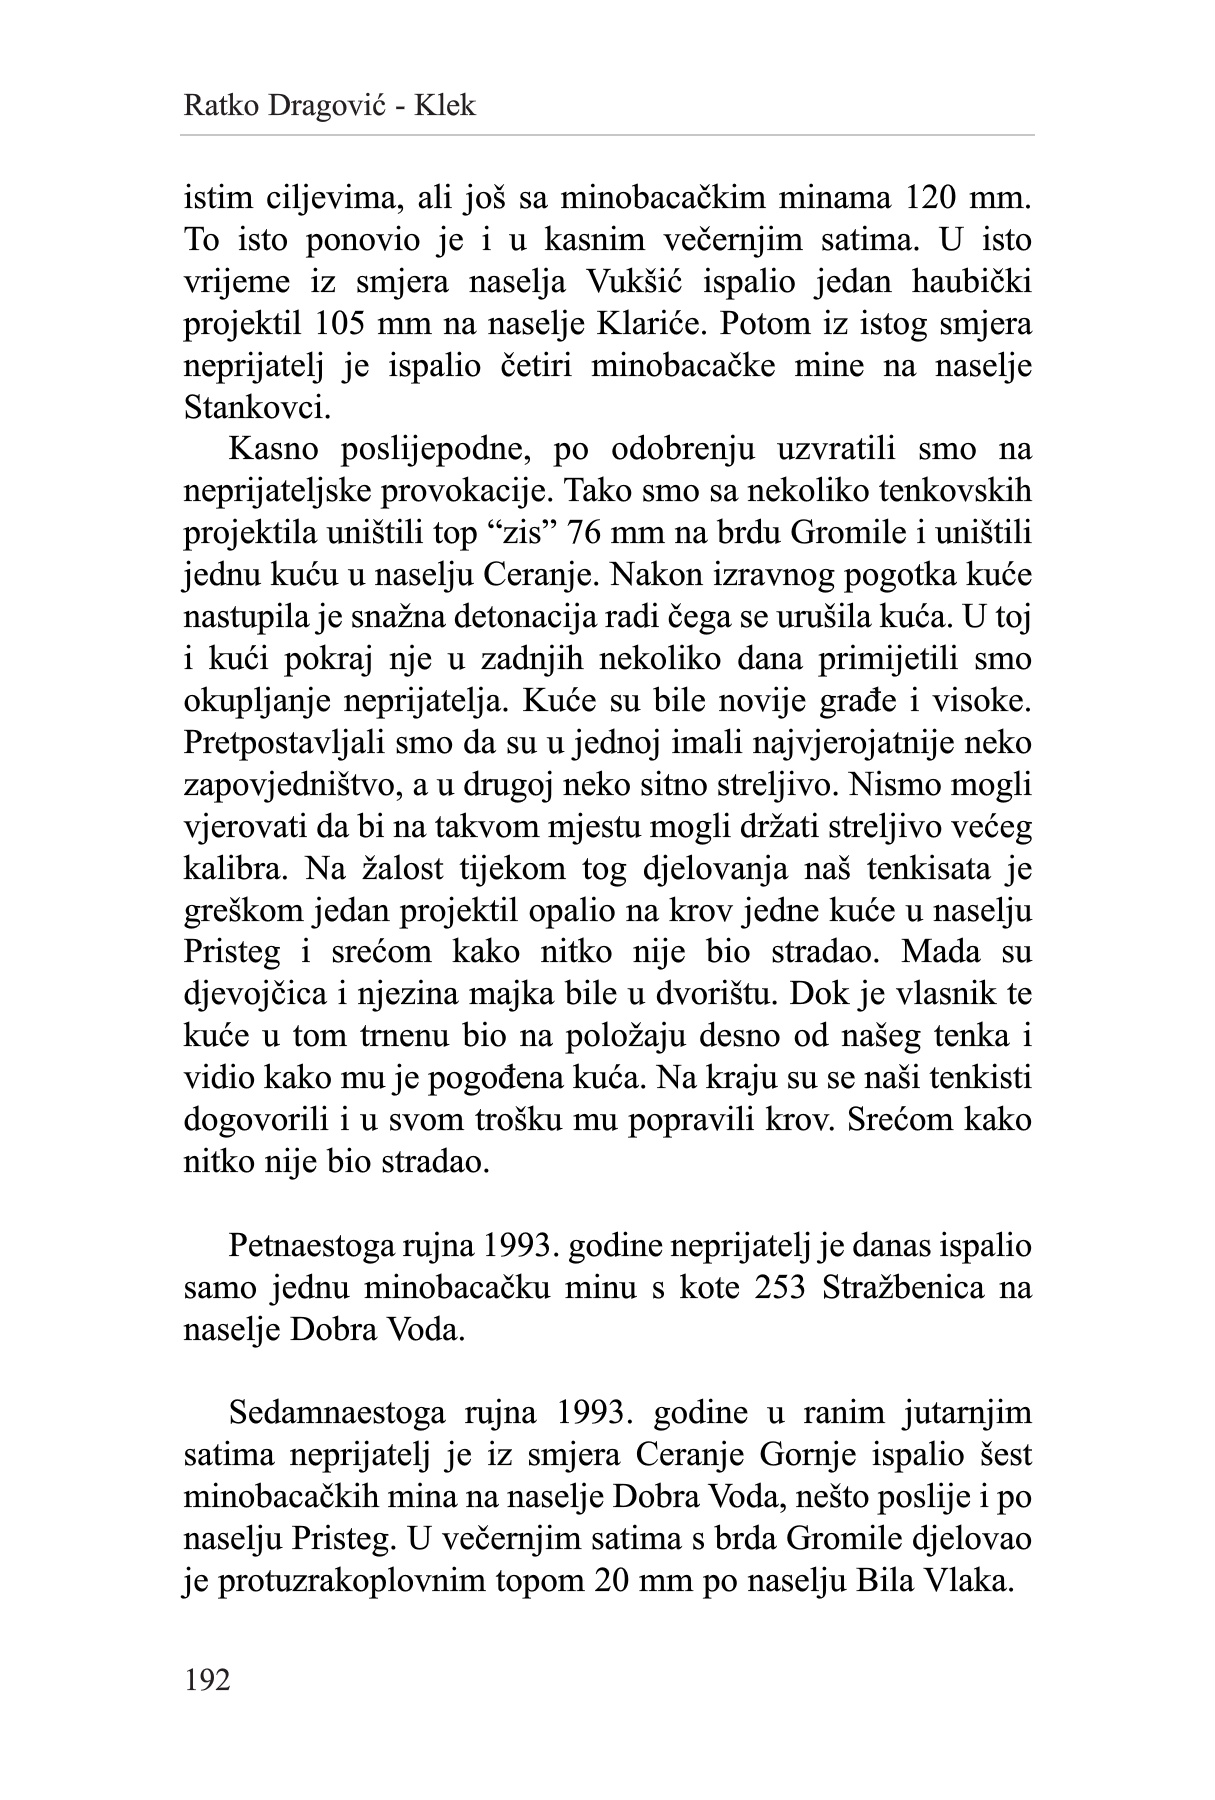 Ratko Dragović - Klek
istim ciljevima, ali još sa minobacačkim minama 120 mm.
To isto ponovio je i u kasnim večernjim satima. U isto
vrijeme iz smjera naselja Vukšić ispalio jedan haubički
projektil 105 mm na naselje Klariće. Potom iz istog smjera
neprijatelj je ispalio četiri minobacačke mine na naselje
Stankovci.
Kasno poslijepodne, po odobrenju uzvratili smo na
neprijateljske provokacije. Tako smo sa nekoliko tenkovskih
projektila uništili top “zis” 76 mm na brdu Gromile i uništili
jednu kuću u naselju Ceranje. Nakon izravnog pogotka kuće
nastupila je snažna detonacija radi čega se urušila kuća. U toj
i kući pokraj nje u zadnjih nekoliko dana primijetili smo
okupljanje neprijatelja. Kuće su bile novije građe i visoke.
Pretpostavljali smo da su u jednoj imali najvjerojatnije neko
zapovjedništvo, a u drugoj neko sitno streljivo. Nismo mogli
vjerovati da bi na takvom mjestu mogli držati streljivo većeg
kalibra. Na žalost tijekom tog djelovanja naš tenkisata je
greškom jedan projektil opalio na krov jedne kuće u naselju
Pristeg i srećom kako nitko nije bio stradao. Mada su
djevojčica i njezina majka bile u dvorištu. Dok je vlasnik te
kuće u tom trnenu bio na položaju desno od našeg tenka i
vidio kako mu je pogođena kuća. Na kraju su se naši tenkisti
dogovorili i u svom trošku mu popravili krov. Srećom kako
nitko nije bio stradao.
Petnaestoga rujna 1993. godine neprijatelj je danas ispalio
samo jednu minobacačku minu s kote 253 Stražbenica na
naselje Dobra Voda.
Sedamnaestoga rujna 1993. godine u ranim jutarnjim
satima neprijatelj je iz smjera Ceranje Gornje ispalio šest
minobacačkih mina na naselje Dobra Voda, nešto poslije i po
naselju Pristeg. U večernjim satima s brda Gromile djelovao
je protuzrakoplovnim topom 20 mm po naselju Bila Vlaka.
192